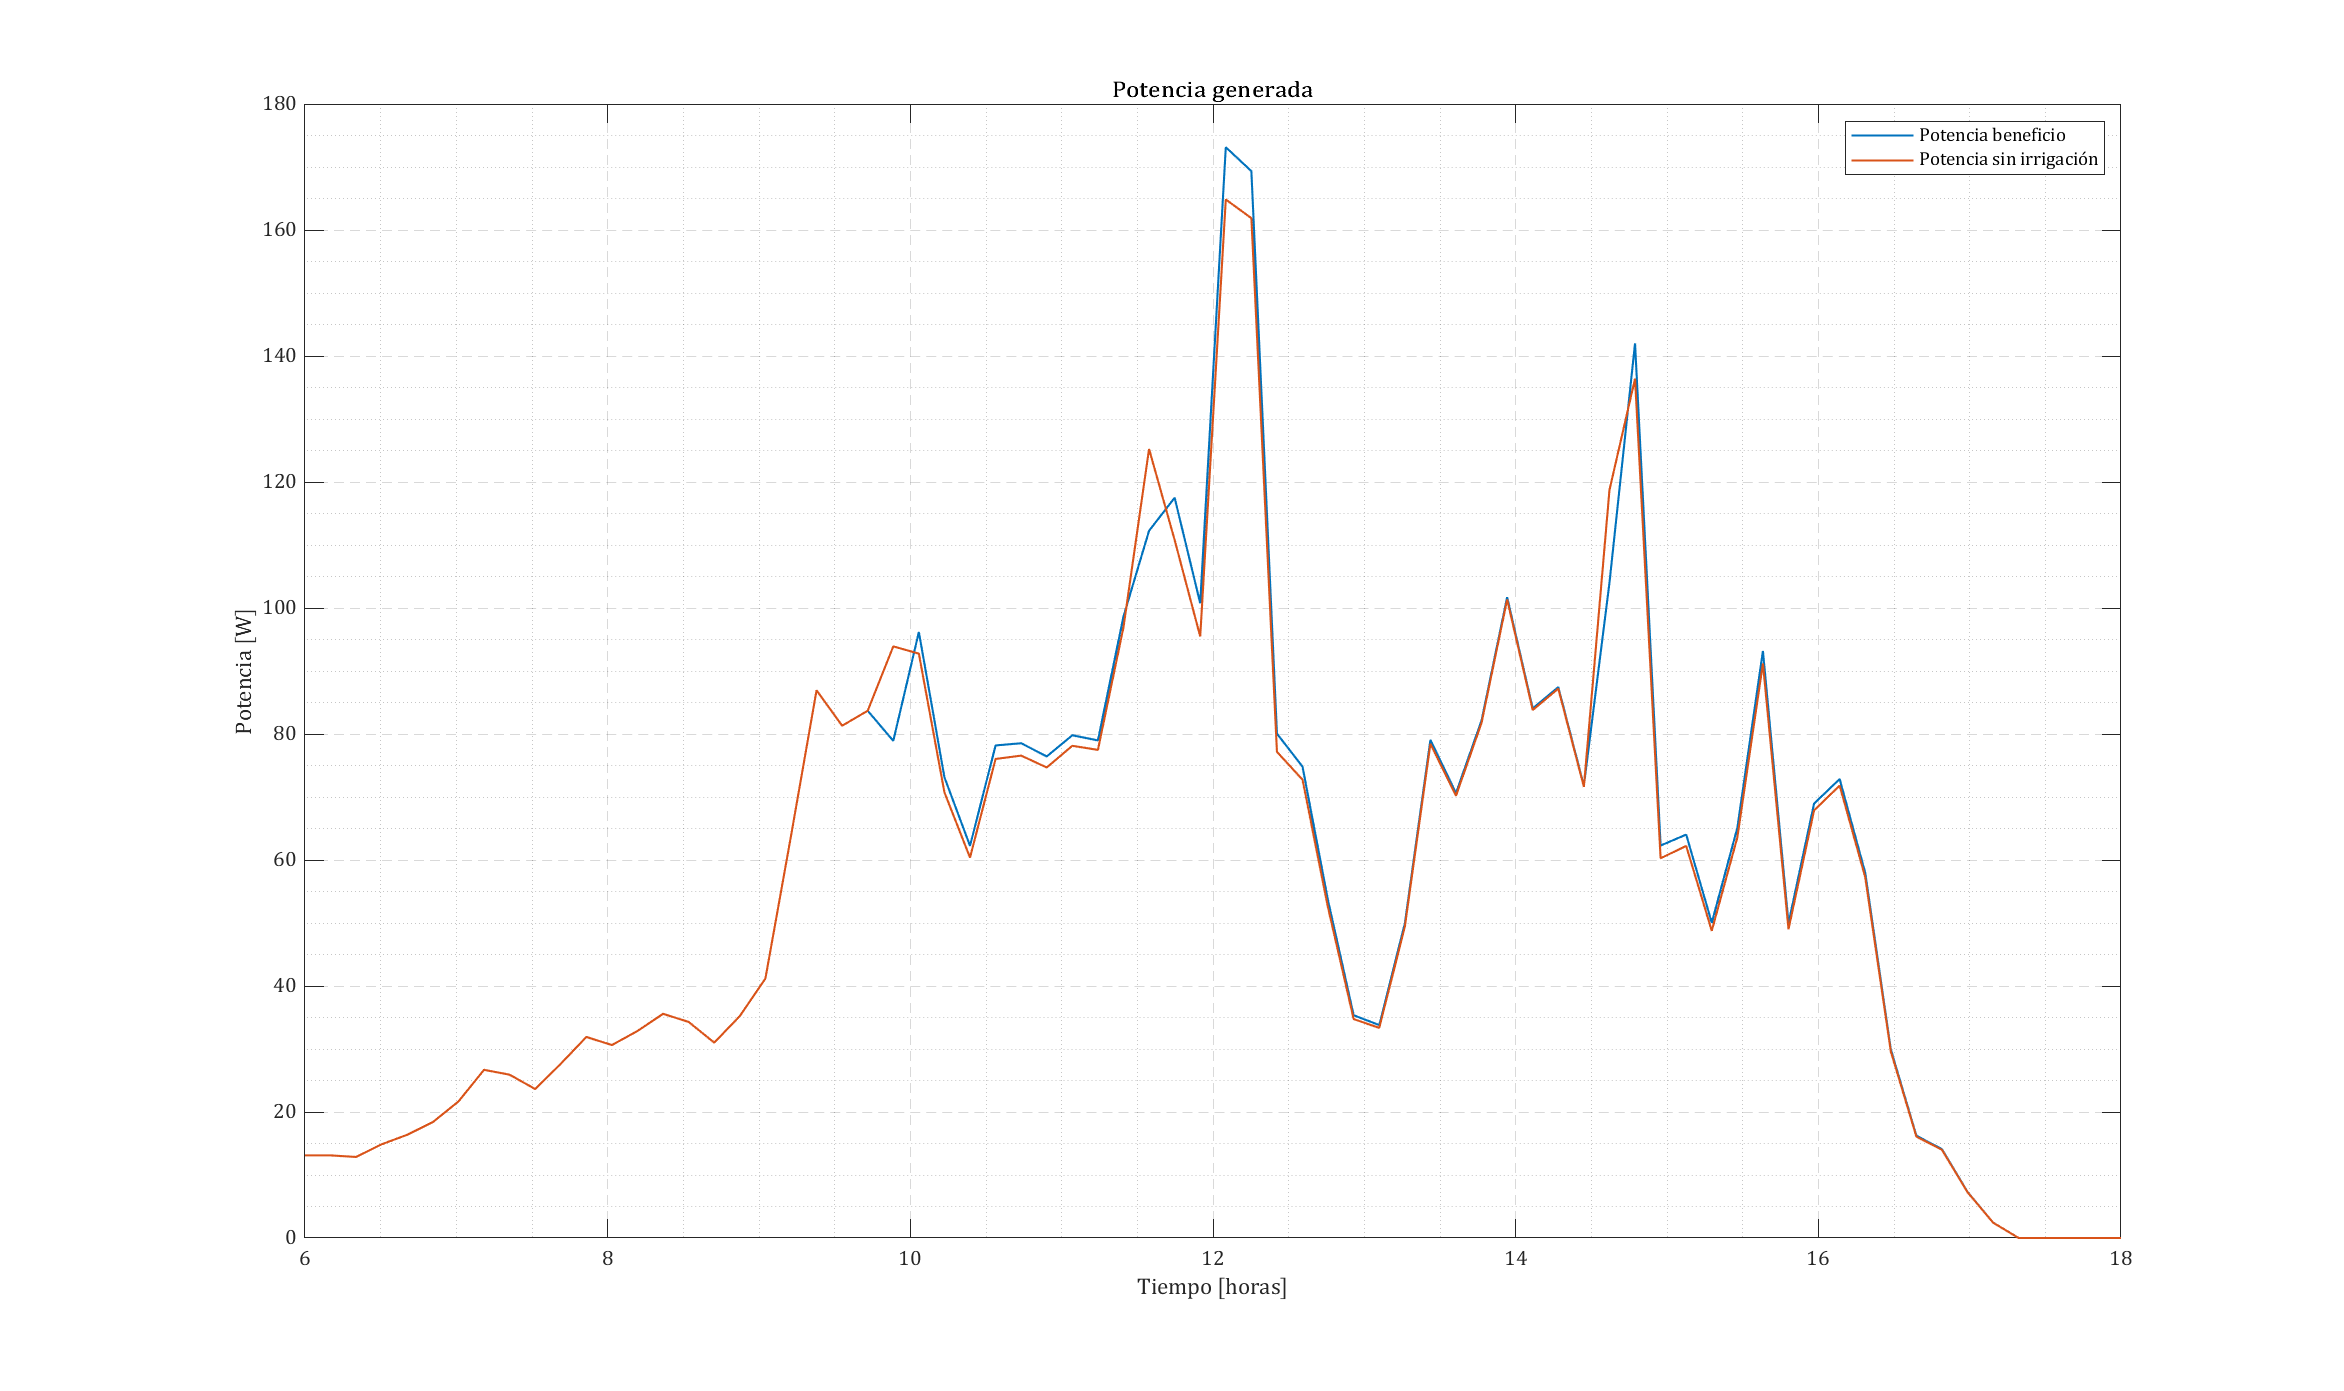 Potencia generada
180
160
140
120
100
80
60
40
20
0
Potencia [W]
6 8 10 12 14 16 18
Tiempo [horas]
Potencia beneficio
Potencia sin irrigación